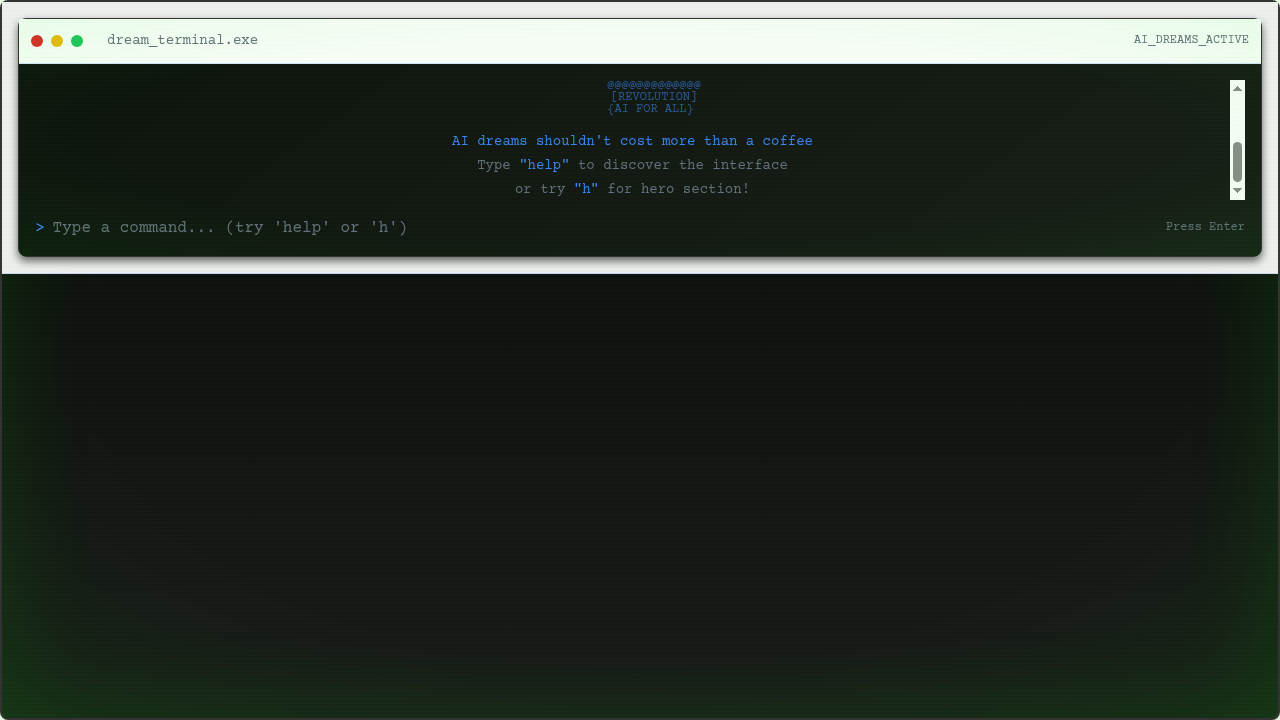 dream_terminal.exe
AI_DREAMS_ACTIVE
@@@@@@@@@@@@@
[REVOLUTION]
{AI FOR ALL}
AI dreams shouldn't cost more than a coffee
Type "help" to discover the interface
or try "h" for hero section!
> Type a command... (try 'help' or 'h')
Press Enter